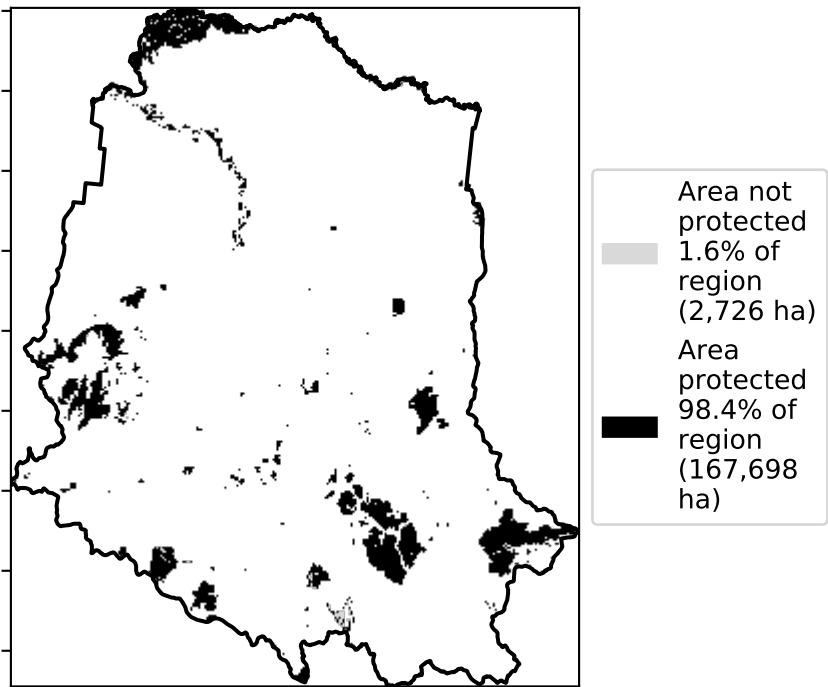 Area not
protected
1.6% of
region
(2,726 ha)
Area
protected
98.4% of
region
(167,698
ha)